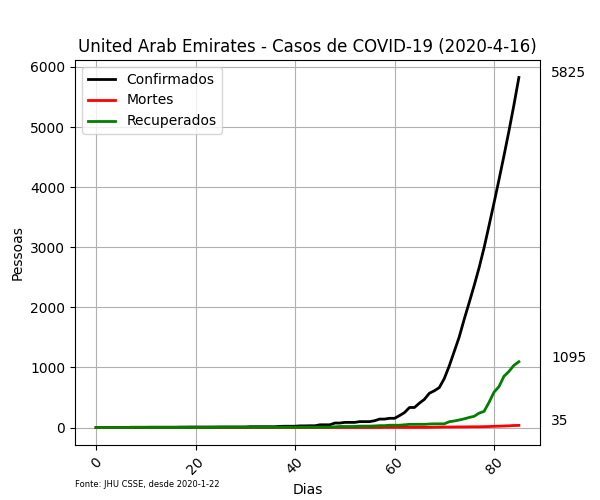 United Arab Emirates - Casos de COVID-19 (2020-4-16)
Confirmados
Mortes
Recuperados
6000
5000
4000
3000
2000
1000
0
Pessoas
5825
1095
35
0 20 40 60 80
Dias
Fonte: JHU CSSE, desde 2020-1-22